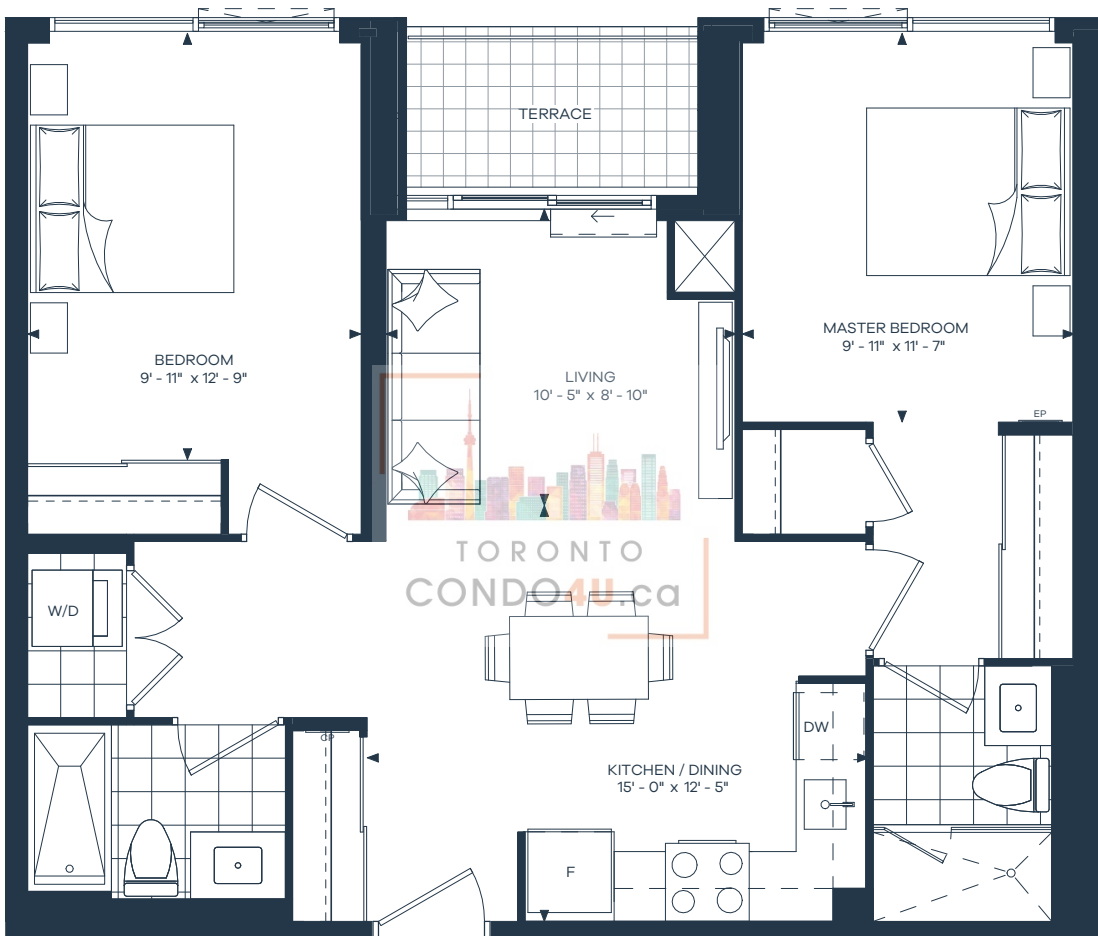 TERRACE
BEDROOM
9' - 11" x 12' - 9"
LIVING
10' - 5" x 8' - 10"
MASTER BEDROOM
9' - 11" x 11' - 7"
EP
TORONTO
CONDO4U.ca
W/D
CP
DW
KITCHEN / DINING
15' - 0" x 12' - 5"
F